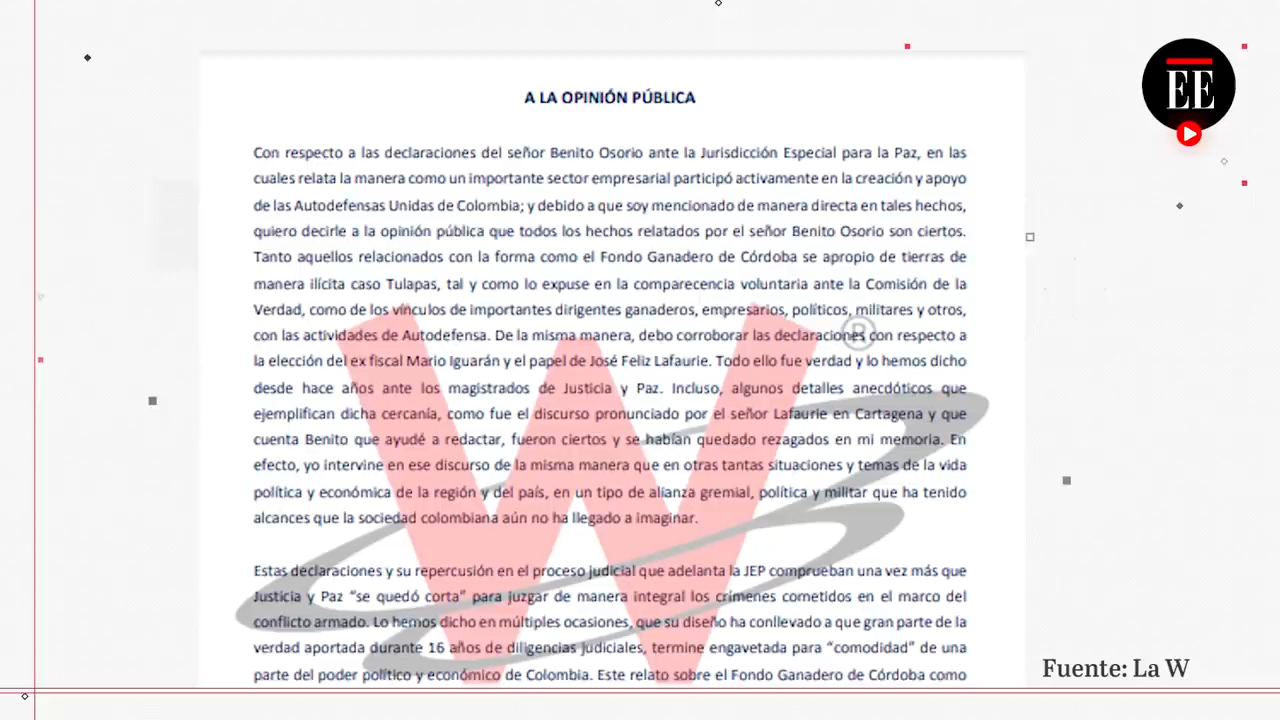 A LA OPINIÓN PÚBLICA
Con respecto a las declaraciones del señor Benito Osorio ante la Jurisdicción Especial para la Paz, en las
cuales relata la manera como un importante sector empresarial participó activamente en la creación y apoyo
de las Autodefensas Unidas de Colombia; y debido a que soy mencionado de manera directa en tales hechos,
quiero decirle a la opinión pública que todos los hechos relatados por el señor Benito Osorio son ciertos.
Tanto aquellos relacionados con la forma como el Fondo Ganadero de Córdoba se apropio de tierras de
manera ilícita caso Tulapas, tal y como lo expuse en la comparecencia voluntaria ante la Comisión de la
Verdad, como de los vínculos de importantes dirigentes ganaderos, empresarios, políticos, militares y otros,
con las actividades de Autodefensa. De la misma manera, debo corroborar las declaraciones con respecto a
la elección del ex fiscal Mario Iguarán y el papel de José Feliz Lafaurie. Todo ello fue verdad y lo hemos dicho
desde hace años ante los magistrados de Justicia y Paz. Incluso, algunos detalles anecdóticos que
ejemplifican dicha cercanía, como fue el discurso pronunciado por el señor Lafaurie en Cartagena y que
cuenta Benito que ayudé a redactar, fueron ciertos y se habían quedado rezagados en mi memoria. En
efecto, yo intervine en ese discurso de la misma manera que en otras tantas situaciones y temas de la vida
política y económica de la región y del país, en un tipo de alianza gremial, política y militar que ha tenido
alcances que la sociedad colombiana aún no ha llegado a imaginar.
Estas declaraciones y su repercusión en el proceso judicial que adelanta la JEP comprueban una vez más que
Justicia y Paz “se quedó corta” para juzgar de manera integral los crímenes cometidos en el marco del
conflicto armado. Lo hemos dicho en múltiples ocasiones, que su diseño ha conllevado a que gran parte de la
verdad aportada durante 16 años de diligencias judiciales, termine engavetada para “comodidad” de una
parte del poder político y económico de Colombia. Este relato sobre el Fondo Ganadero de Córdoba como
W ®
EE
Fuente: La W